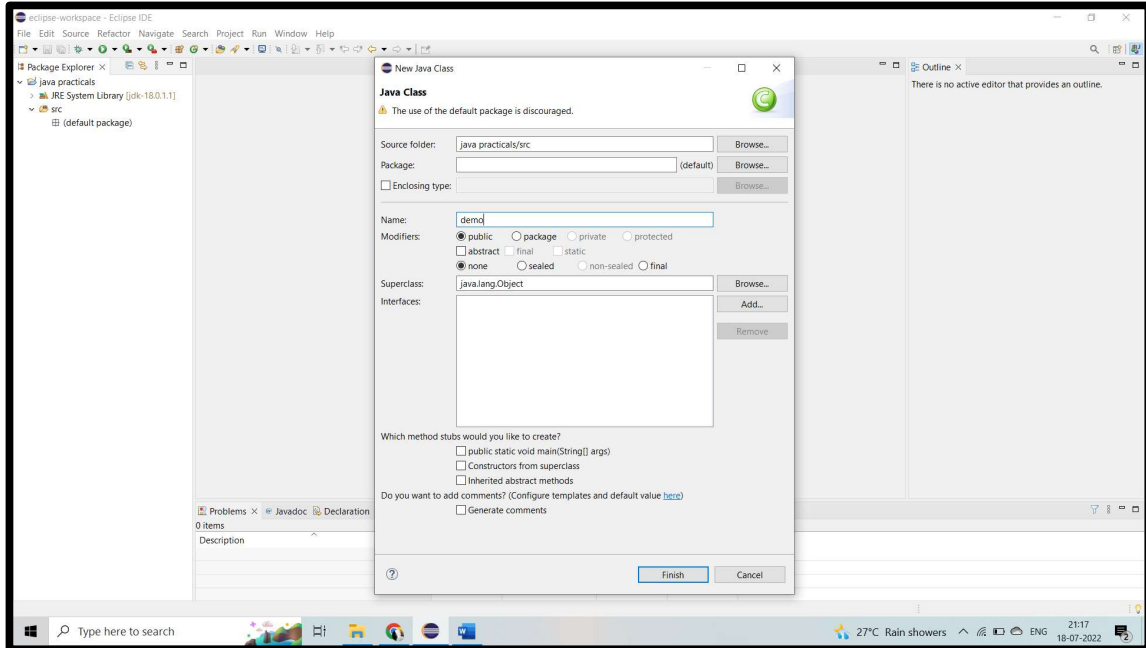 eclipse-workspace - Eclipse IDE
File Edit Source Refactor Navigate Search Project Run Window Help
Package Explorer
java practicals
JRE System Library [jdk-18.0.1.1]
src
(default package)
New Java Class
Java Class
The use of the default package is discouraged.
Source folder: java practicals/src Browse...
Package: (default) Browse...
Enclosing type: Browse...
Name: demo
Modifiers: public package private protected
abstract final static
none sealed non-sealed final
Superclass: java.lang.Object Browse...
Interfaces: Add...
Remove
Which method stubs would you like to create?
public static void main(String[] args)
Constructors from superclass
Inherited abstract methods
Do you want to add comments? (Configure templates and default value here)
Generate comments
Finish Cancel
Outline
There is no active editor that provides an outline.
Problems Javadoc Declaration
0 items
Description
Type here to search
27°C Rain showers ENG 21:17
18-07-2022
2